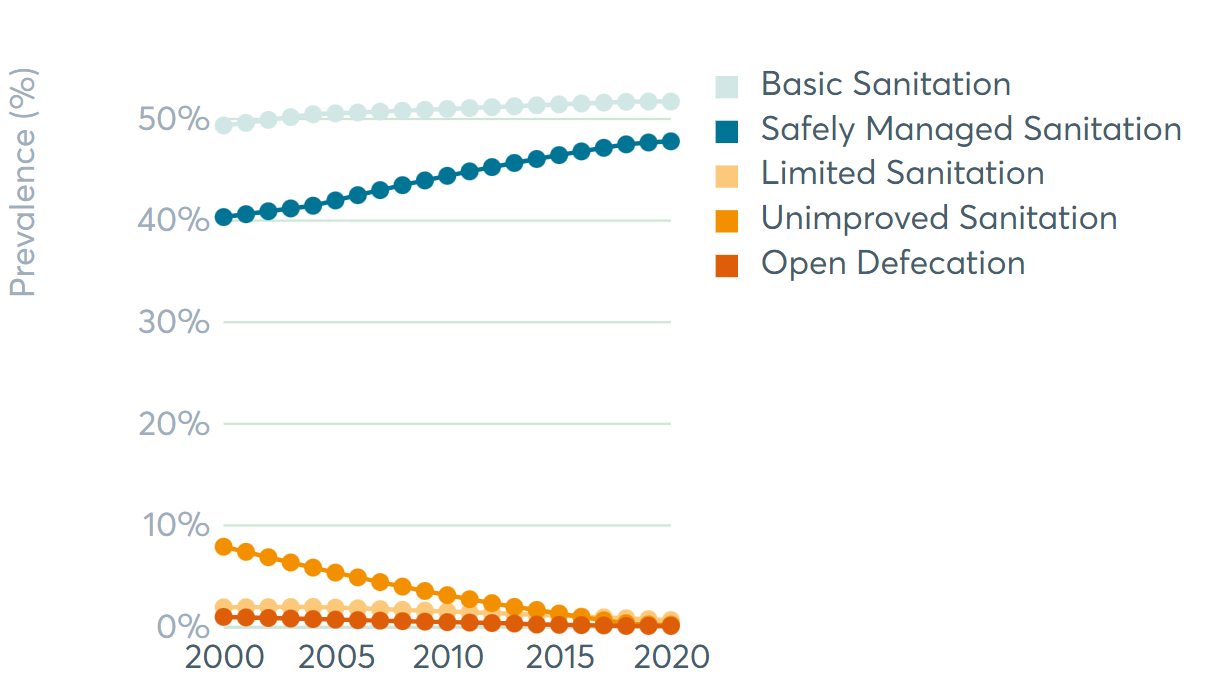 Prevalence (%)
50%
40%
30%
20%
10%
0%
2000 2005 2010 2015 2020
Basic Sanitation
Safely Managed Sanitation
Limited Sanitation
Unimproved Sanitation
Open Defecation